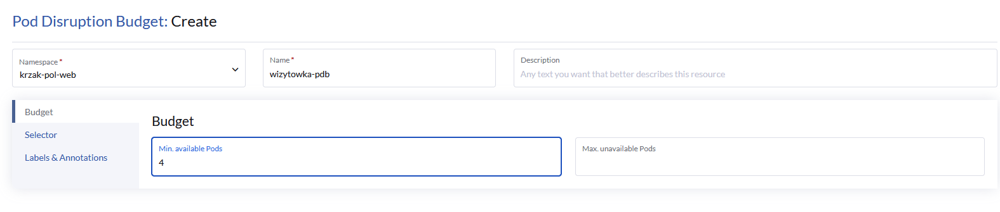 Pod Disruption Budget: Create
Namespace *
krzak-pol-web
Name *
wizytowka-pdb
Description
Any text you want that better describes this resource
Budget
Selector
Labels & Annotations
Budget
Min. available Pods
4
Max. unavailable Pods